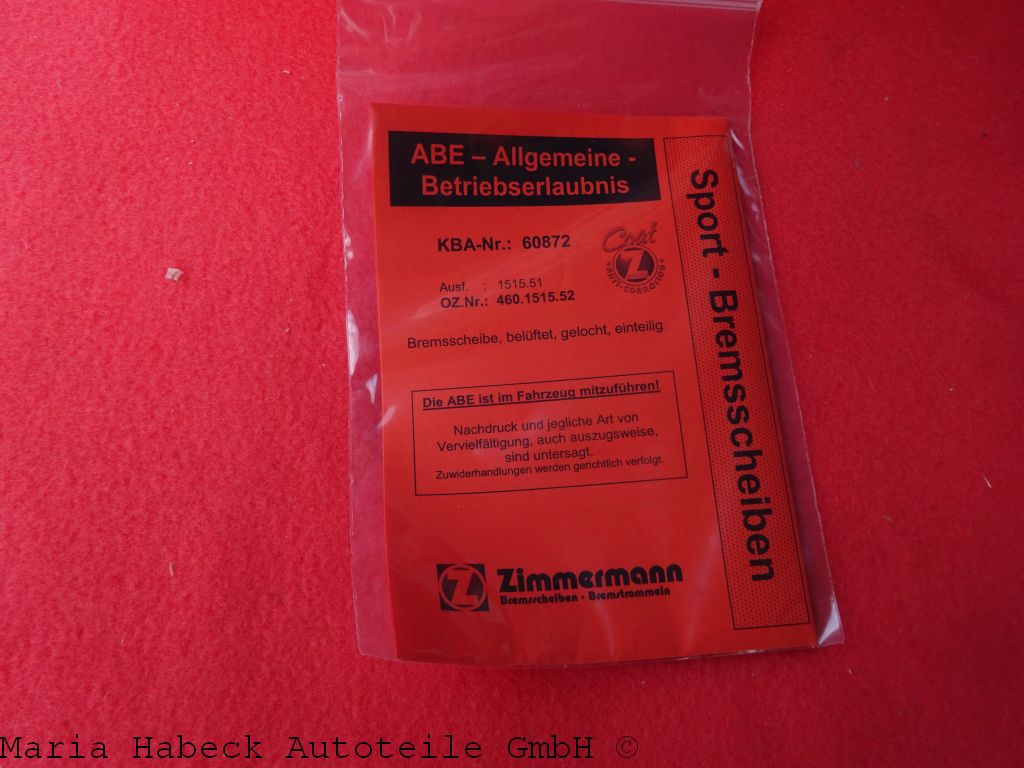 ABE – Allgemeine -
Betriebserlaubnis
KBA-Nr.: 60872
Coat
Z
ANTI-CORROSION
Ausf. : 1515.51
OZ.Nr.: 460.1515.52
Bremsscheibe, belüftet, gelocht, einteilig
Die ABE ist im Fahrzeug mitzuführen!
Nachdruck und jegliche Art von
Vervielfältigung, auch auszugsweise,
sind untersagt.
Zuwiderhandlungen werden gerichtlich verfolgt.
Z Zimmermann
Bremsscheiben • Bremstrommeln
Sport - Bremsscheiben
Maria Habeck Autoteile GmbH ©